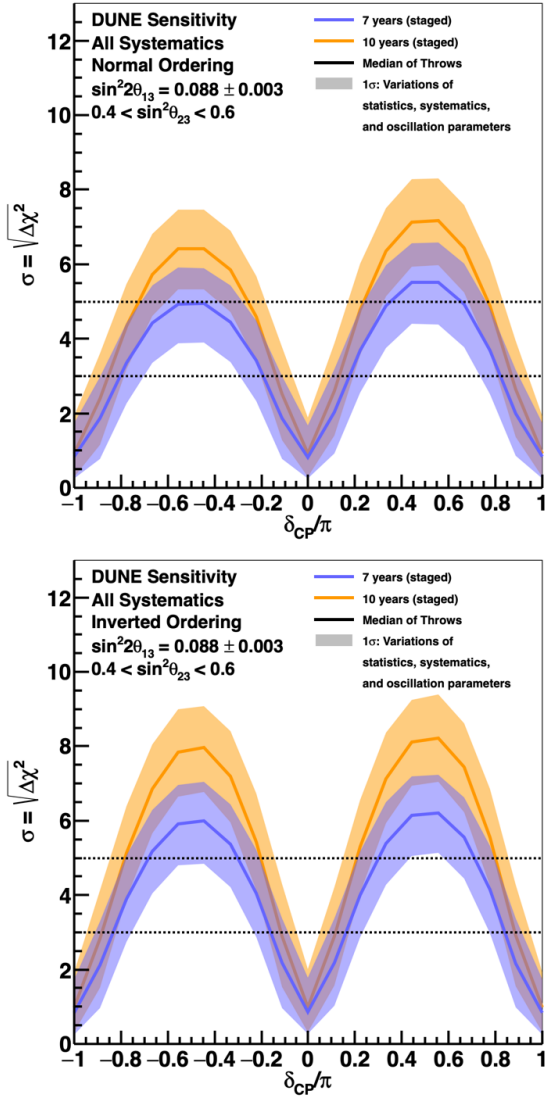 DUNE Sensitivity
All Systematics
Normal Ordering
sin²2θ₁₃ = 0.088 ± 0.003
0.4 < sin²θ₂₃ < 0.6
7 years (staged)
10 years (staged)
Median of Throws
1σ: Variations of
statistics, systematics,
and oscillation parameters
σ = √Δχ²
12
10
8
6
4
2
0
−1 −0.8 −0.6 −0.4 −0.2 0 0.2 0.4 0.6 0.8 1
δCP/π
DUNE Sensitivity
All Systematics
Inverted Ordering
sin²2θ₁₃ = 0.088 ± 0.003
0.4 < sin²θ₂₃ < 0.6
7 years (staged)
10 years (staged)
Median of Throws
1σ: Variations of
statistics, systematics,
and oscillation parameters
σ = √Δχ²
12
10
8
6
4
2
0
−1 −0.8 −0.6 −0.4 −0.2 0 0.2 0.4 0.6 0.8 1
δCP/π